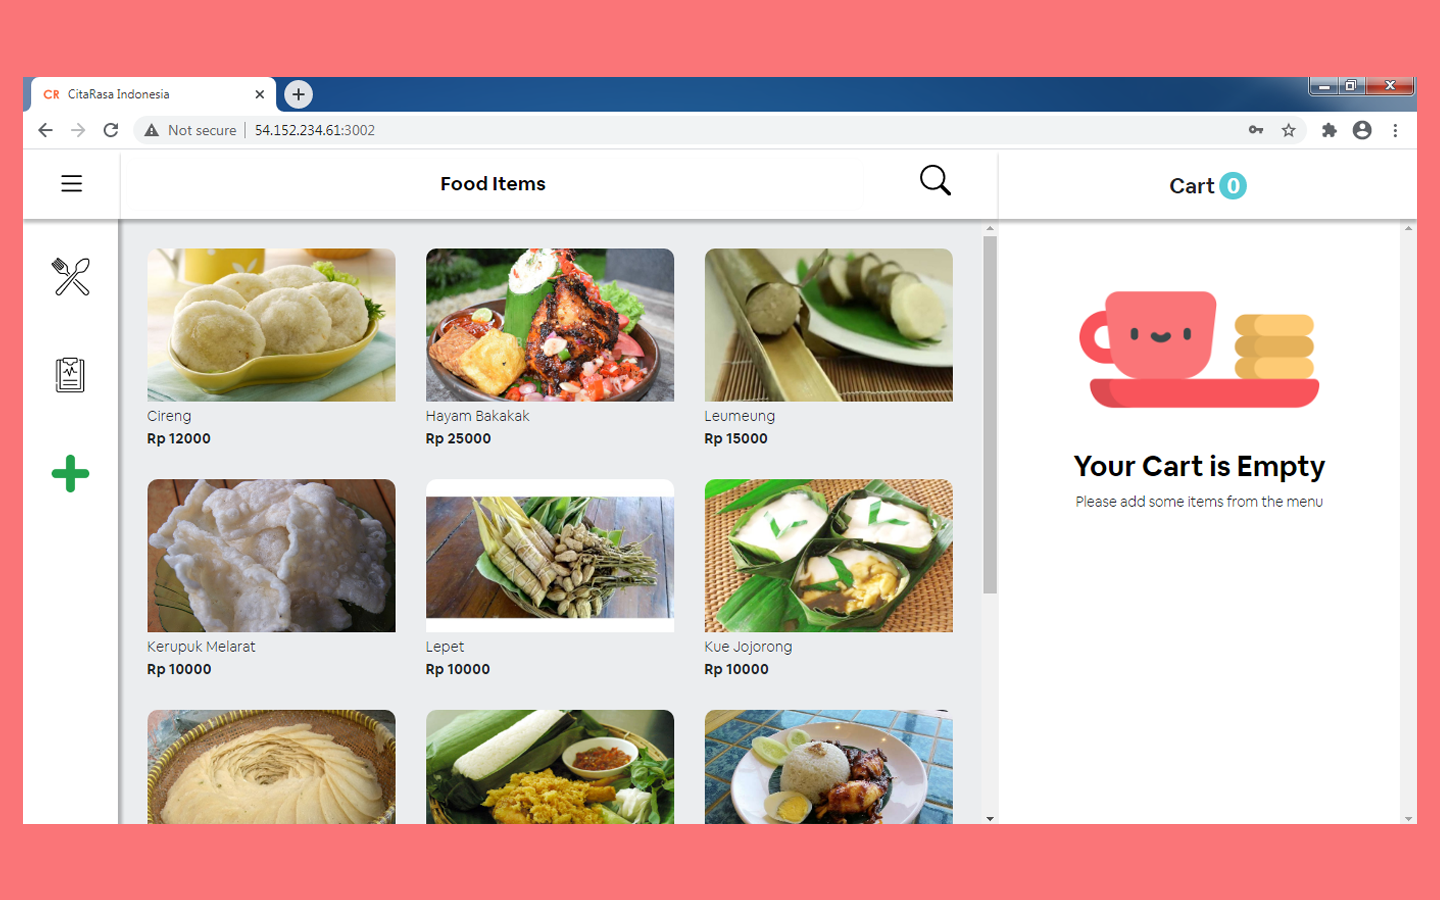 CR CitaRasa Indonesia
Not secure 54.152.234.61:3002
Food Items
Cart 0
Cireng
Rp 12000
Hayam Bakakak
Rp 25000
Leumeung
Rp 15000
Kerupuk Melarat
Rp 10000
Lepet
Rp 10000
Kue Jojorong
Rp 10000
Your Cart is Empty
Please add some items from the menu